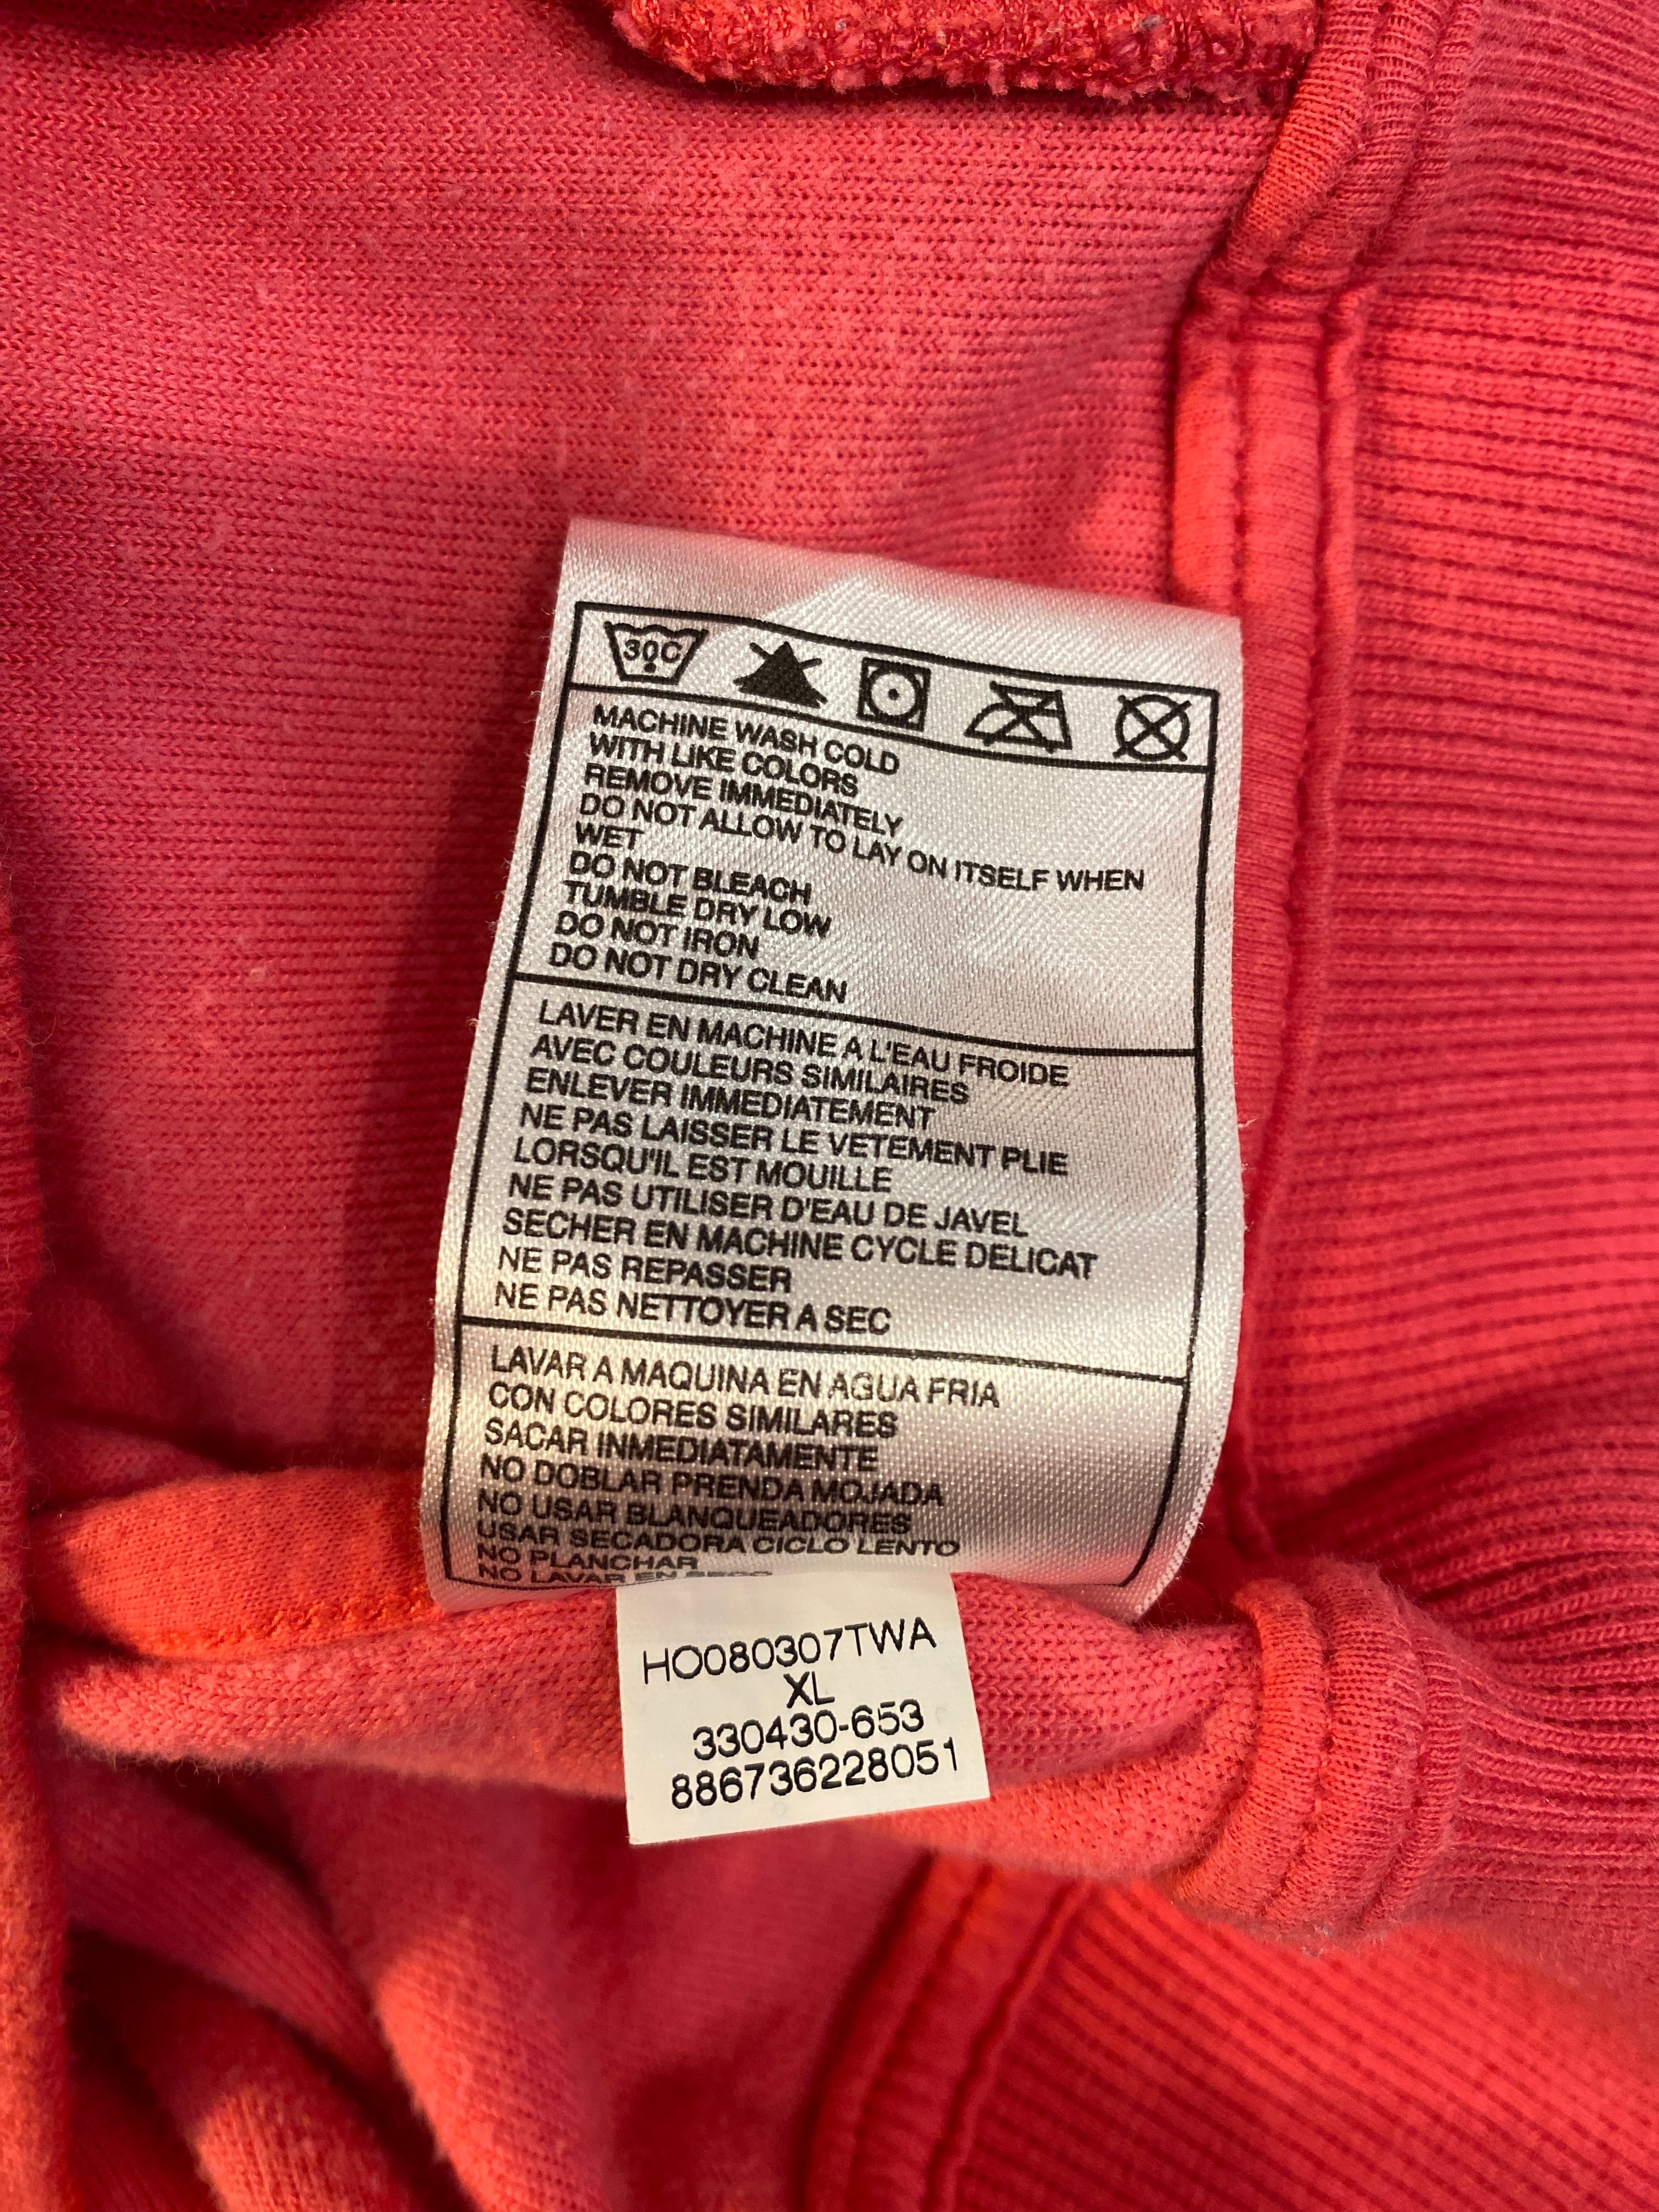 30C
MACHINE WASH COLD
WITH LIKE COLORS
REMOVE IMMEDIATELY
DO NOT ALLOW TO LAY ON ITSELF WHEN
WET
DO NOT BLEACH
TUMBLE DRY LOW
DO NOT IRON
DO NOT DRY CLEAN
LAVER EN MACHINE A L'EAU FROIDE
AVEC COULEURS SIMILAIRES
ENLEVER IMMEDIATEMENT
NE PAS LAISSER LE VETEMENT PLIE
LORSQU'IL EST MOUILLE
NE PAS UTILISER D'EAU DE JAVEL
SECHER EN MACHINE CYCLE DELICAT
NE PAS REPASSER
NE PAS NETTOYER A SEC
LAVAR A MAQUINA EN AGUA FRIA
CON COLORES SIMILARES
SACAR INMEDIATAMENTE
NO DOBLAR PRENDA MOJADA
NO USAR BLANQUEADORES
USAR SECADORA CICLO LENTO
NO PLANCHAR
NO LAVAR EN SECO
HO080307TWA
XL
330430-653
886736228051